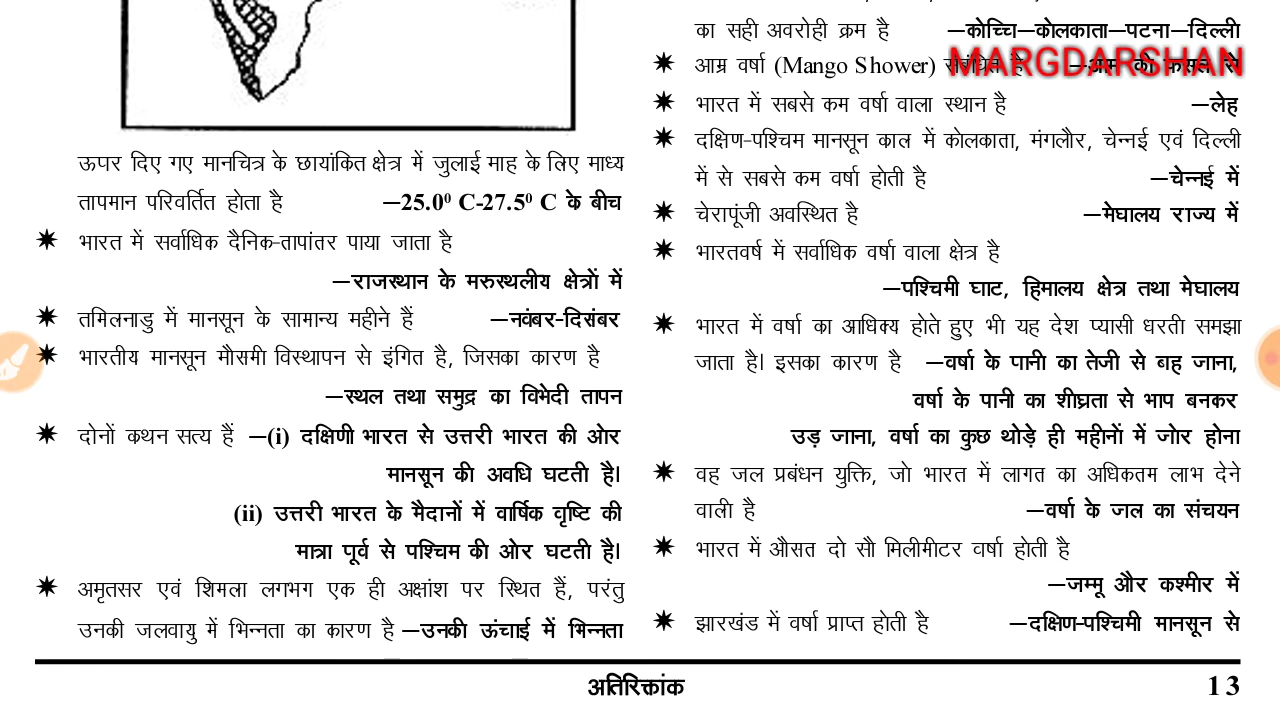 ऊपर दिए गए मानचित्र के छायांकित क्षेत्र में जुलाई माह के लिए माध्य
तापमान परिवर्तित होता है —25.0⁰ C-27.5⁰ C के बीच
✷ भारत में सर्वाधिक दैनिक-तापांतर पाया जाता है
—राजस्थान के मरुस्थलीय क्षेत्रों में
✷ तमिलनाडु में मानसून के सामान्य महीने हैं —नवंबर-दिसंबर
✷ भारतीय मानसून मौसमी विस्थापन से इंगित है, जिसका कारण है
—स्थल तथा समुद्र का विभेदी तापन
✷ दोनों कथन सत्य हैं —(i) दक्षिणी भारत से उत्तरी भारत की ओर
मानसून की अवधि घटती है।
(ii) उत्तरी भारत के मैदानों में वार्षिक वृष्टि की
मात्रा पूर्व से पश्चिम की ओर घटती है।
✷ अमृतसर एवं शिमला लगभग एक ही अक्षांश पर स्थित हैं, परंतु
उनकी जलवायु में भिन्नता का कारण है —उनकी ऊंचाई में भिन्नता
का सही अवरोही क्रम है —कोच्चि—कोलकाता—पटना—दिल्ली
MARGDARSHAN
✷ आम्र वर्षा (Mango Shower) संबंधित है —आम की फसल से
✷ भारत में सबसे कम वर्षा वाला स्थान है —लेह
✷ दक्षिण-पश्चिम मानसून काल में कोलकाता, मंगलौर, चेन्नई एवं दिल्ली
में से सबसे कम वर्षा होती है —चेन्नई में
✷ चेरापूंजी अवस्थित है —मेघालय राज्य में
✷ भारतवर्ष में सर्वाधिक वर्षा वाला क्षेत्र है
—पश्चिमी घाट, हिमालय क्षेत्र तथा मेघालय
✷ भारत में वर्षा का आधिक्य होते हुए भी यह देश प्यासी धरती समझा
जाता है। इसका कारण है —वर्षा के पानी का तेजी से बह जाना,
वर्षा के पानी का शीघ्रता से भाप बनकर
उड़ जाना, वर्षा का कुछ थोड़े ही महीनों में जोर होना
✷ वह जल प्रबंधन युक्ति, जो भारत में लागत का अधिकतम लाभ देने
वाली है —वर्षा के जल का संचयन
✷ भारत में औसत दो सौ मिलीमीटर वर्षा होती है
—जम्मू और कश्मीर में
✷ झारखंड में वर्षा प्राप्त होती है —दक्षिण-पश्चिमी मानसून से
अतिरिक्तांक 13